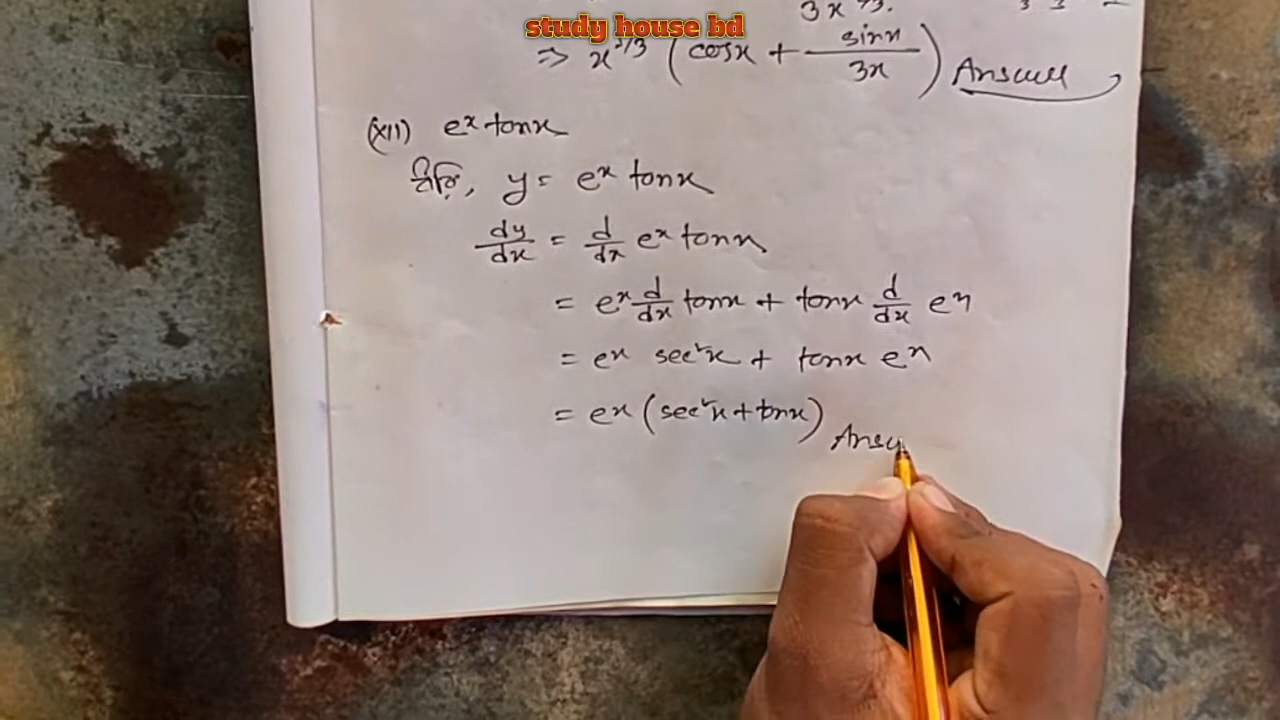 study house bd
⇒ x^2/3 (cosx + sinx/3x) Answer
(XII) e^x tanx
ধরি, y = e^x tanx
dy/dx = d/dx e^x tanx
= e^x d/dx tanx + tanx d/dx e^x
= e^x sec²x + tanx e^x
= e^x (sec²x + tanx) Answ